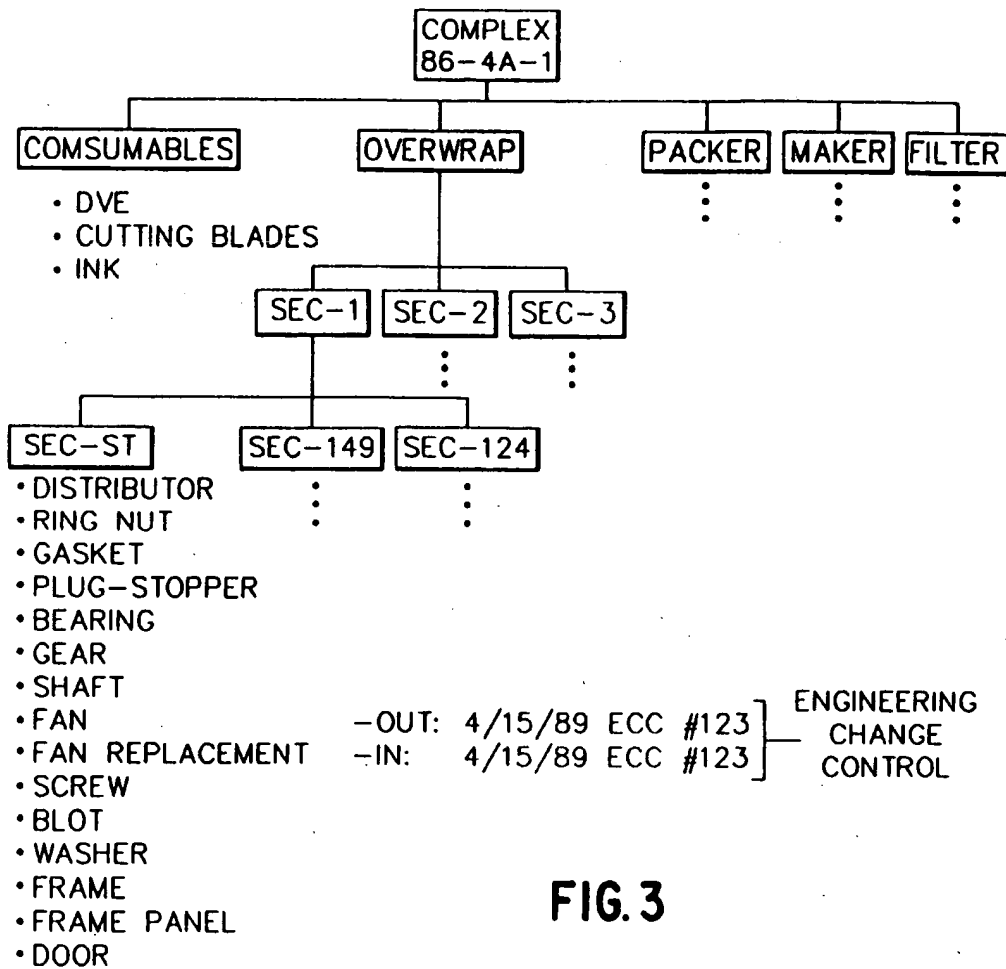 COMPLEX
86-4A-1
COMSUMABLES OVERWRAP PACKER MAKER FILTER
• DVE
• CUTTING BLADES
• INK
SEC-1 SEC-2 SEC-3
SEC-ST SEC-149 SEC-124
• DISTRIBUTOR
• RING NUT
• GASKET
• PLUG-STOPPER
• BEARING
• GEAR
• SHAFT
• FAN -OUT: 4/15/89 ECC #123
• FAN REPLACEMENT -IN: 4/15/89 ECC #123
ENGINEERING
CHANGE
CONTROL
• SCREW
• BLOT
• WASHER
• FRAME
• FRAME PANEL
• DOOR
FIG. 3